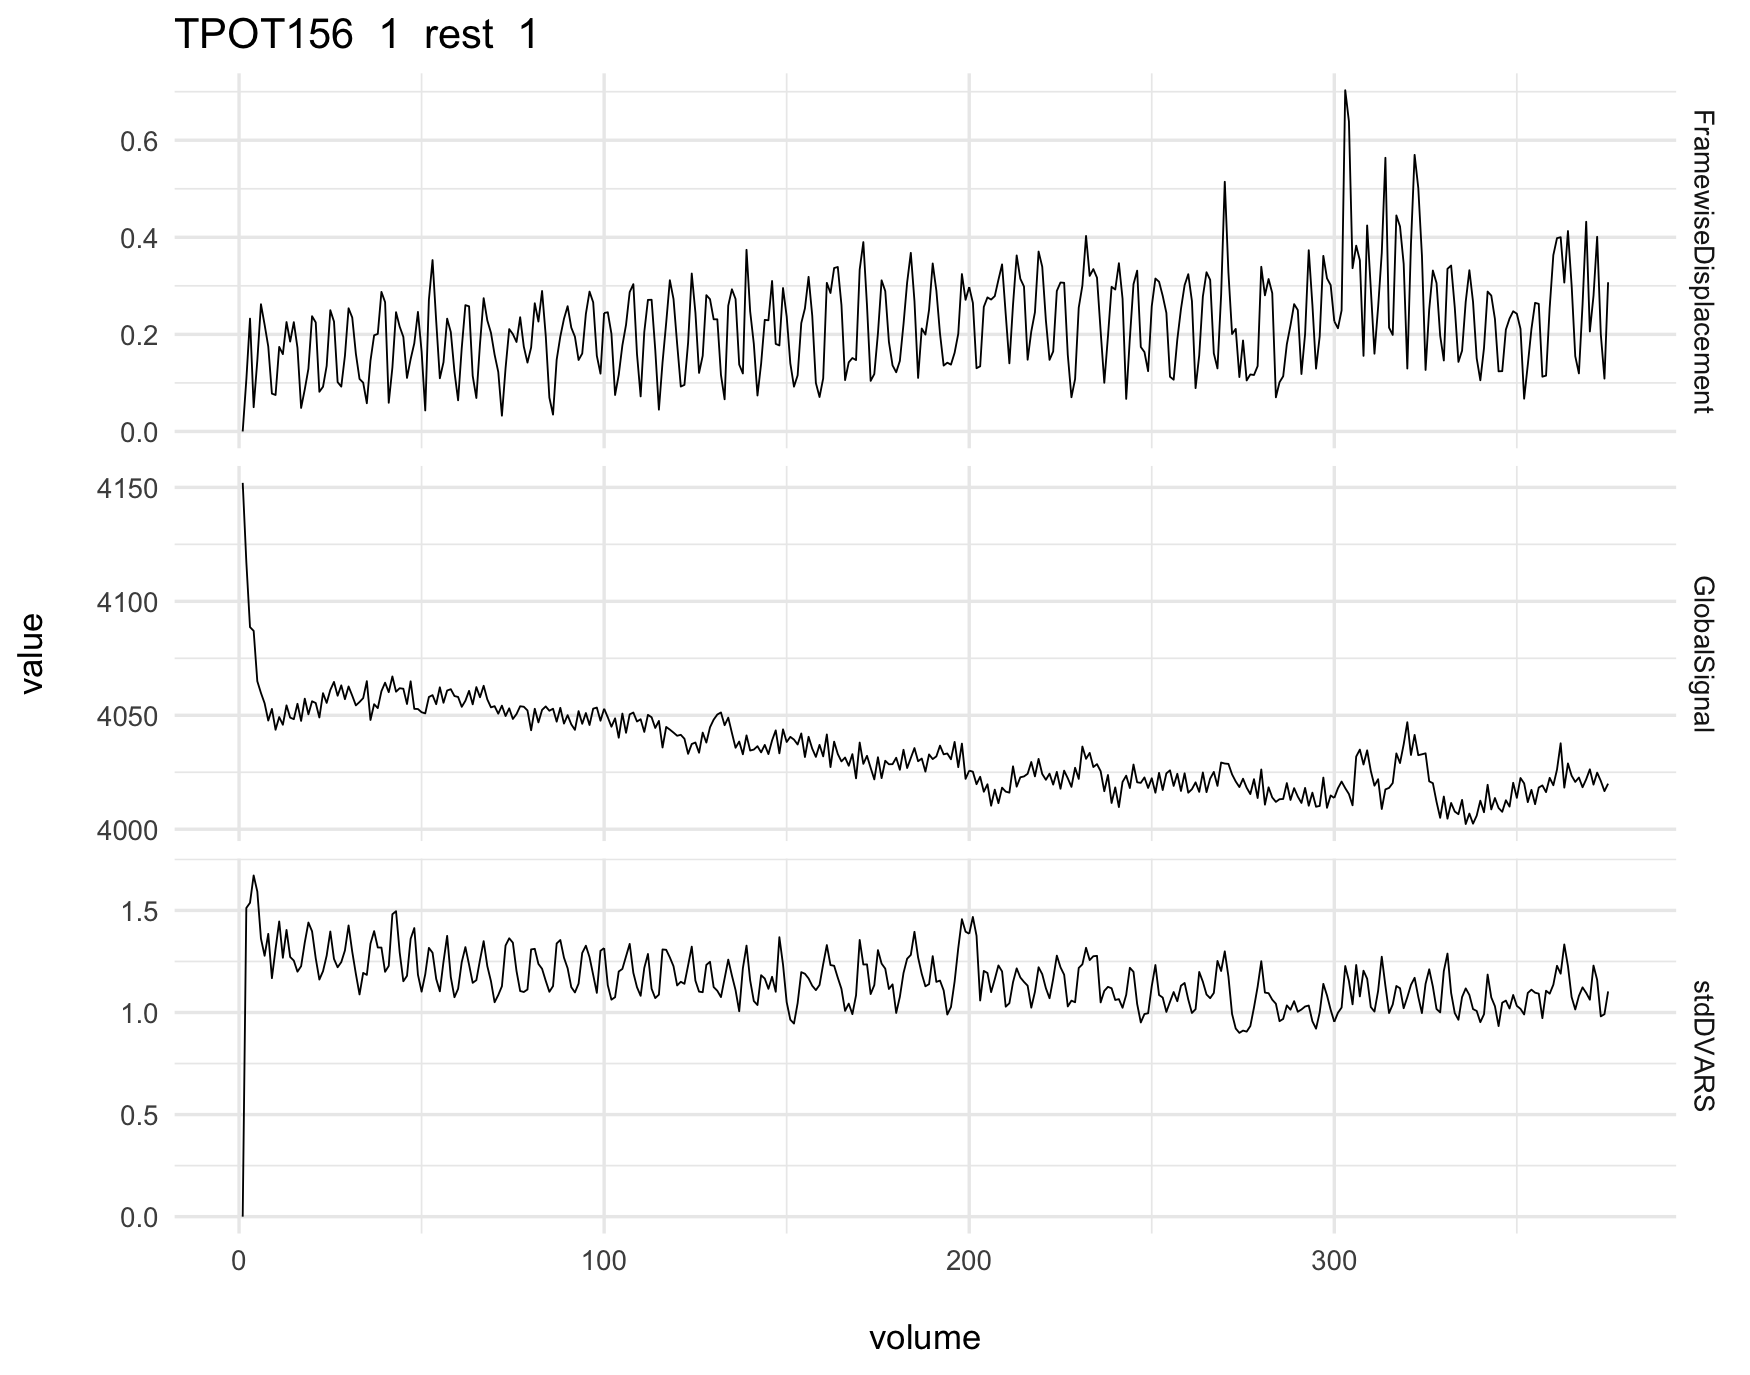 TPOT156  1  rest  1
0.6
0.4
0.2
0.0
FramewiseDisplacement
4150
4100
4050
4000
GlobalSignal
1.5
1.0
0.5
0.0
stdDVARS
value
0 100 200 300
volume